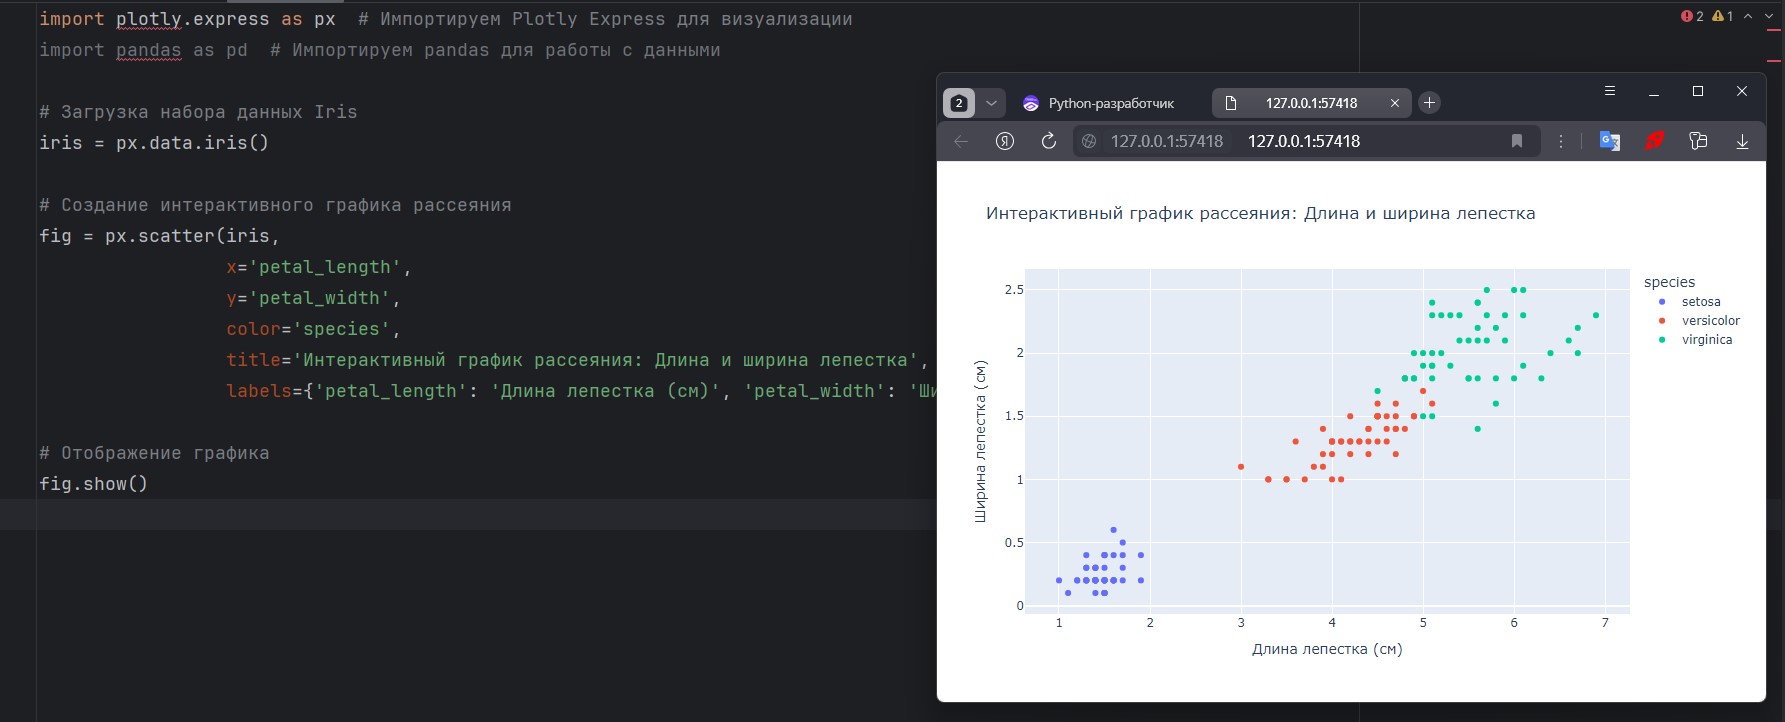 import plotly.express as px  # Импортируем Plotly Express для визуализации
import pandas as pd  # Импортируем pandas для работы с данными
# Загрузка набора данных Iris
iris = px.data.iris()
# Создание интерактивного графика рассеяния
fig = px.scatter(iris,
x='petal_length',
y='petal_width',
color='species',
title='Интерактивный график рассеяния: Длина и ширина лепестка',
labels={'petal_length': 'Длина лепестка (см)', 'petal_width': 'Ши
# Отображение графика
fig.show()
2 1
2 Python-разработчик 127.0.0.1:57418
127.0.0.1:57418 127.0.0.1:57418
Интерактивный график рассеяния: Длина и ширина лепестка
species
setosa
versicolor
virginica
Ширина лепестка (см)
2.5
2
1.5
1
0.5
0
1 2 3 4 5 6 7
Длина лепестка (см)